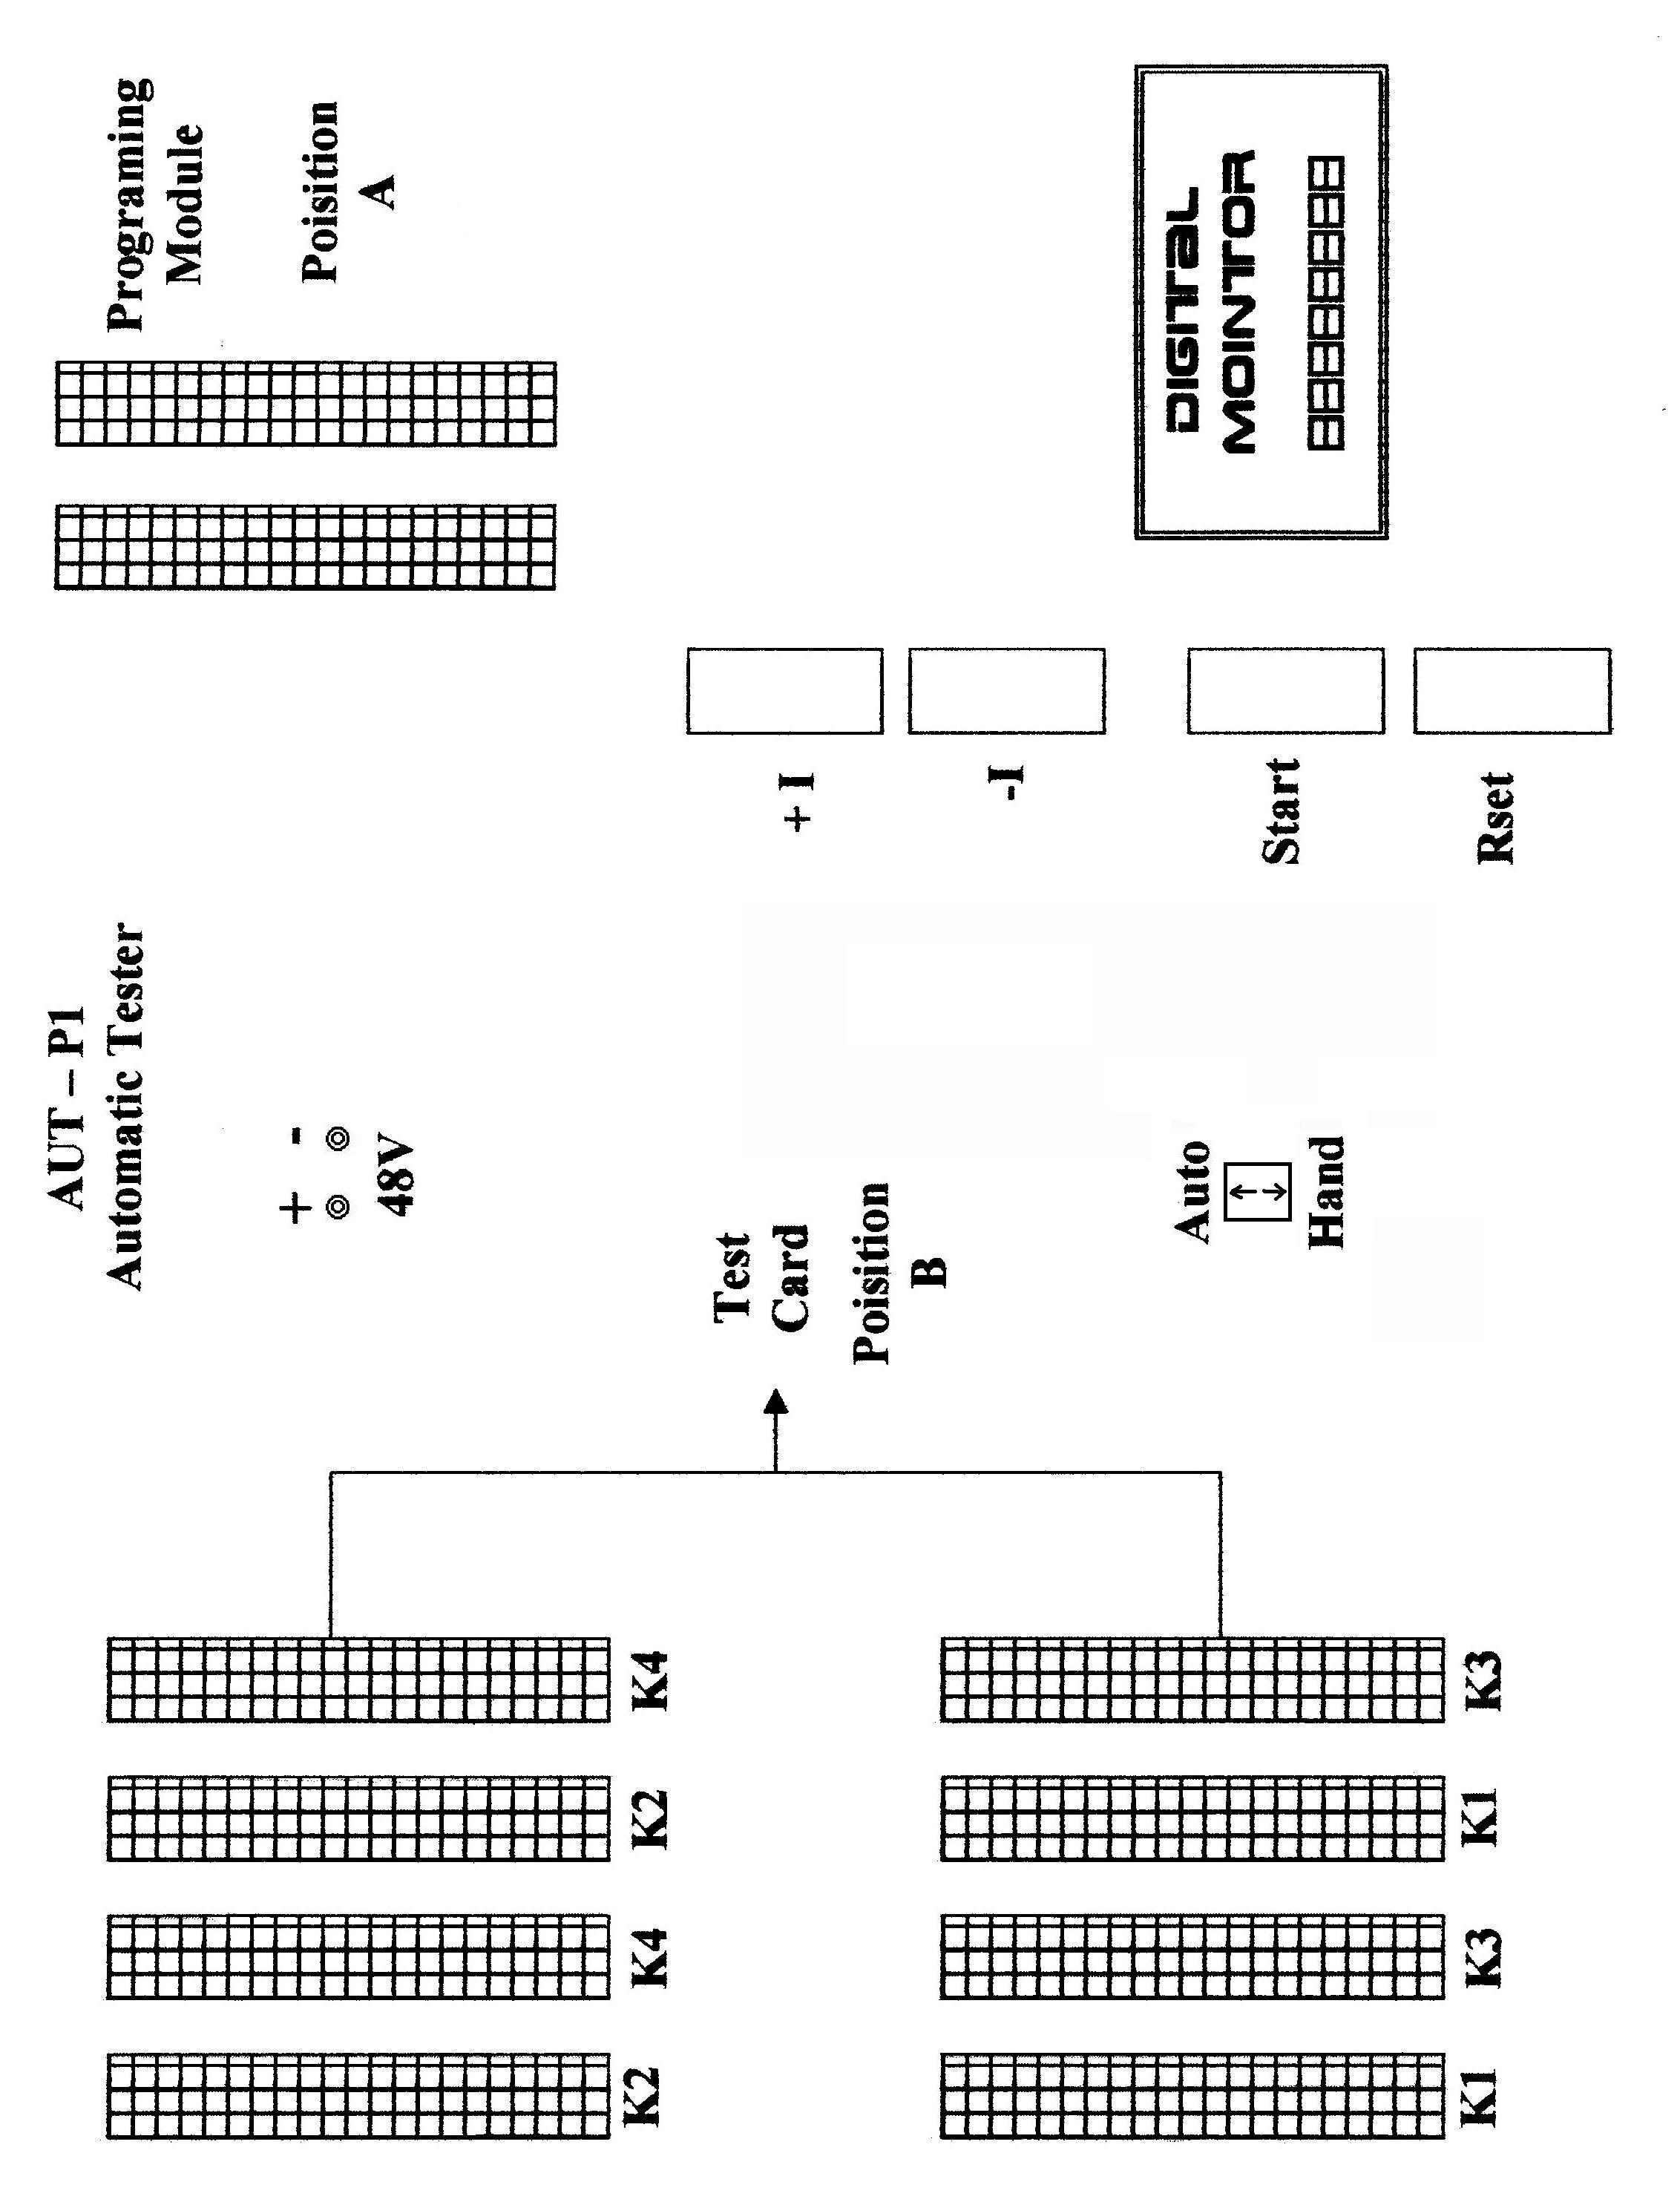 AUT – P1
Automatic Tester
Programing
Module
Poisition
A
+ -
48V
K2 K4 K2 K4
Test
Card
Poisition
B
+ I
-I
Auto
Hand
Start
Rset
DIGITaL
MOINTOR
K1 K3 K1 K3